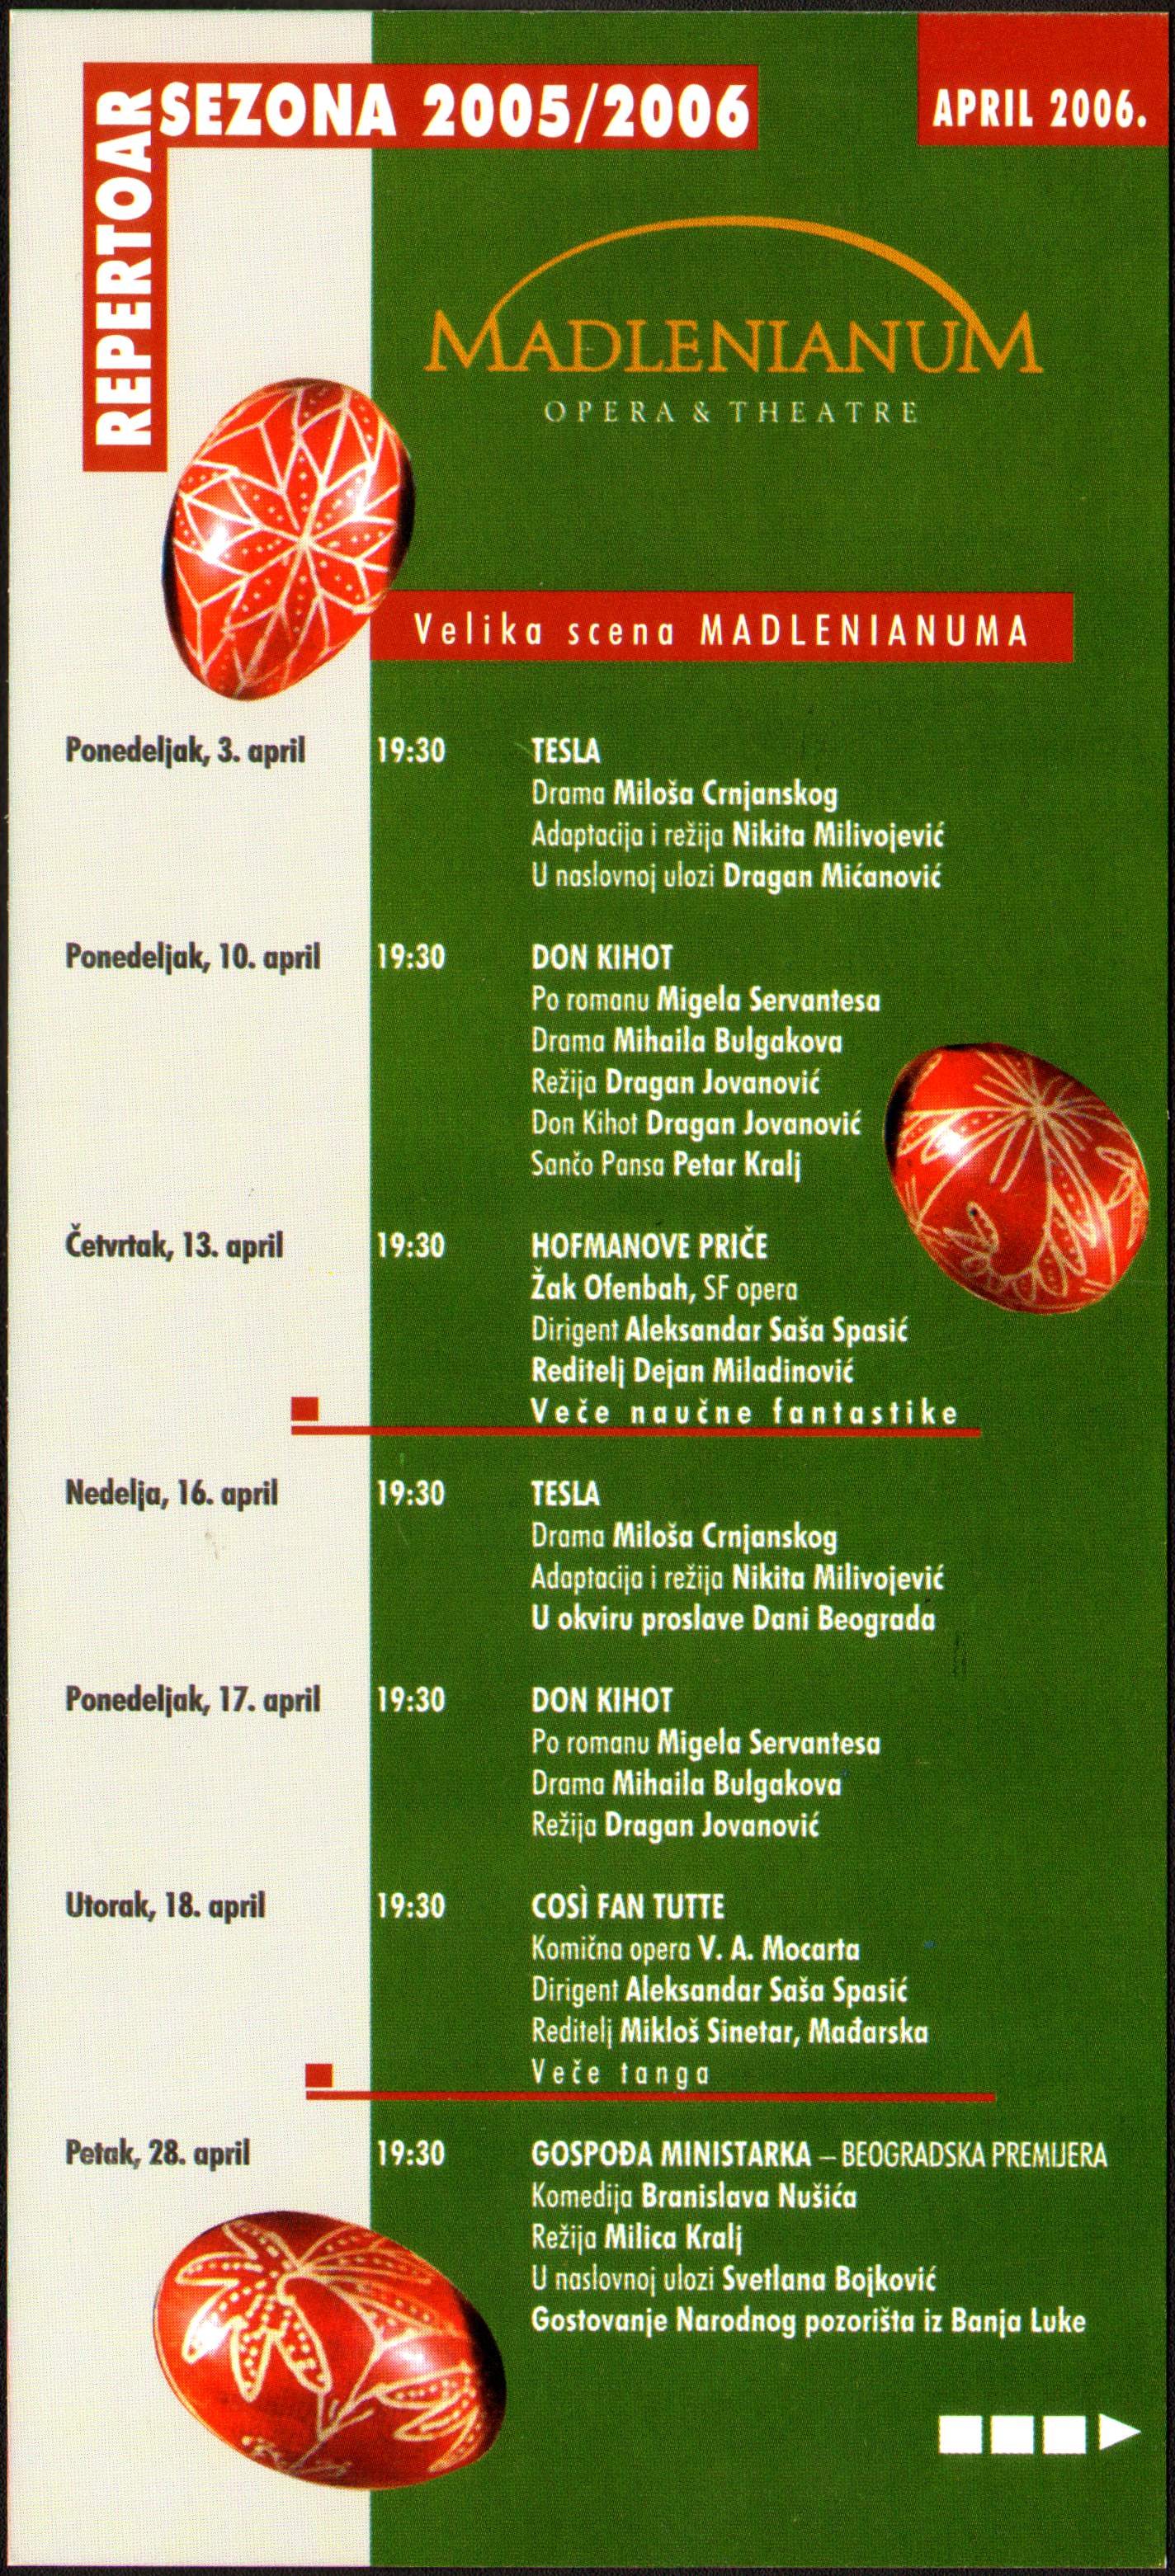 REPERTOAR
SEZONA 2005/2006
APRIL 2006.
MADLENIANUM
OPERA & THEATRE
Velika scena MADLENIANUMA
Ponedeljak, 3. april 19:30 TESLA
Drama Miloša Crnjanskog
Adaptacija i režija Nikita Milivojević
U naslovnoj ulozi Dragan Mićanović
Ponedeljak, 10. april 19:30 DON KIHOT
Po romanu Migela Servantesa
Drama Mihaila Bulgakova
Režija Dragan Jovanović
Don Kihot Dragan Jovanović
Sančo Pansa Petar Kralj
Četvrtak, 13. april 19:30 HOFMANOVE PRIČE
Žak Ofenbah, SF opera
Dirigent Aleksandar Saša Spasić
Reditelj Dejan Miladinović
Veče naučne fantastike
Nedelja, 16. april 19:30 TESLA
Drama Miloša Crnjanskog
Adaptacija i režija Nikita Milivojević
U okviru proslave Dani Beograda
Ponedeljak, 17. april 19:30 DON KIHOT
Po romanu Migela Servantesa
Drama Mihaila Bulgakova
Režija Dragan Jovanović
Utorak, 18. april 19:30 COSÌ FAN TUTTE
Komična opera V. A. Mocarta
Dirigent Aleksandar Saša Spasić
Reditelj Mikloš Sinetar, Mađarska
Veče tanga
Petak, 28. april 19:30 GOSPOĐA MINISTARKA – BEOGRADSKA PREMIJERA
Komedija Branislava Nušića
Režija Milica Kralj
U naslovnoj ulozi Svetlana Bojković
Gostovanje Narodnog pozorišta iz Banja Luke